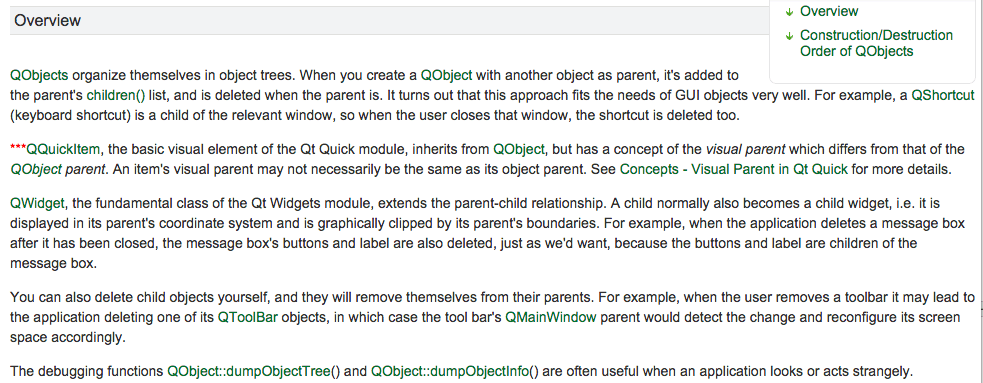 Overview
Overview
Construction/Destruction
Order of QObjects
QObjects organize themselves in object trees. When you create a QObject with another object as parent, it's added to
the parent's children() list, and is deleted when the parent is. It turns out that this approach fits the needs of GUI objects very well. For example, a QShortcut
(keyboard shortcut) is a child of the relevant window, so when the user closes that window, the shortcut is deleted too.
***QQuickItem, the basic visual element of the Qt Quick module, inherits from QObject, but has a concept of the visual parent which differs from that of the
QObject parent. An item's visual parent may not necessarily be the same as its object parent. See Concepts - Visual Parent in Qt Quick for more details.
QWidget, the fundamental class of the Qt Widgets module, extends the parent-child relationship. A child normally also becomes a child widget, i.e. it is
displayed in its parent's coordinate system and is graphically clipped by its parent's boundaries. For example, when the application deletes a message box
after it has been closed, the message box's buttons and label are also deleted, just as we'd want, because the buttons and label are children of the
message box.
You can also delete child objects yourself, and they will remove themselves from their parents. For example, when the user removes a toolbar it may lead to
the application deleting one of its QToolBar objects, in which case the tool bar's QMainWindow parent would detect the change and reconfigure its screen
space accordingly.
The debugging functions QObject::dumpObjectTree() and QObject::dumpObjectInfo() are often useful when an application looks or acts strangely.